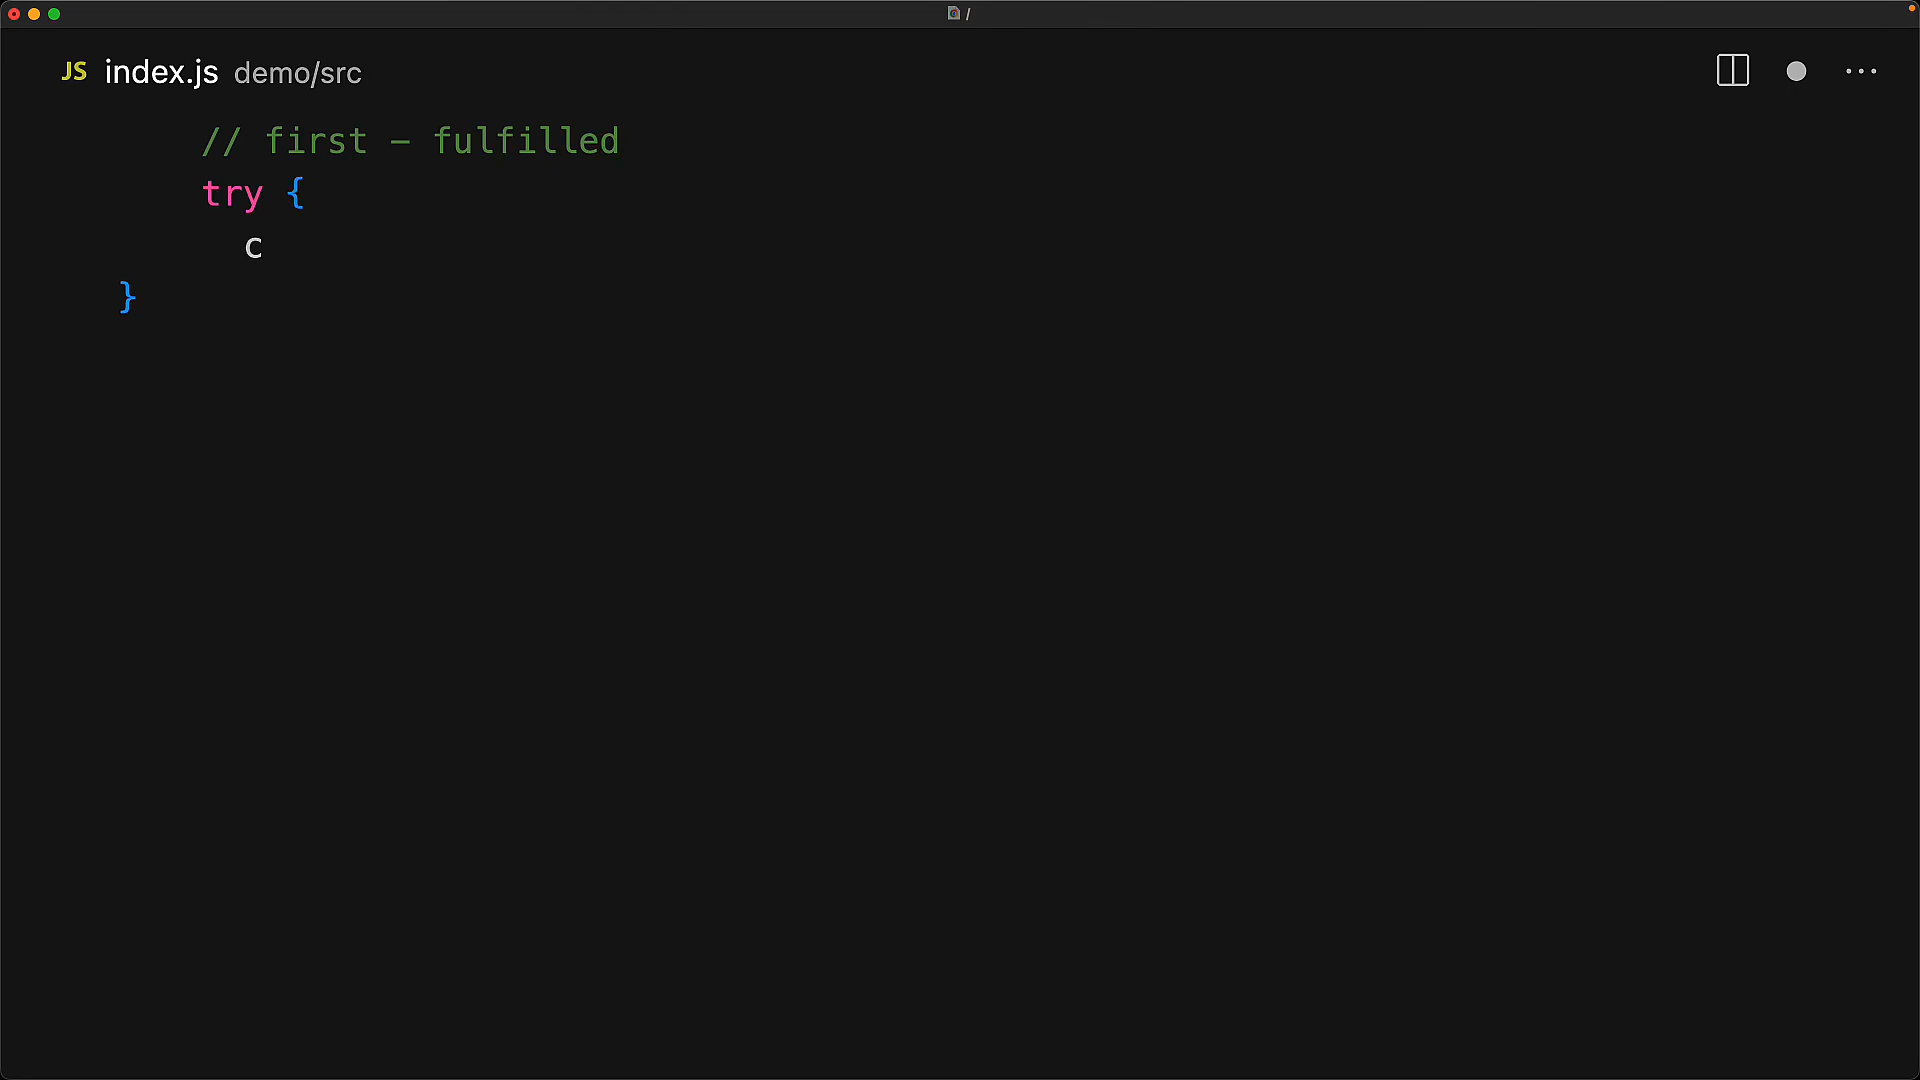 /
JS index.js demo/src
// first - fulfilled
try {
c
}